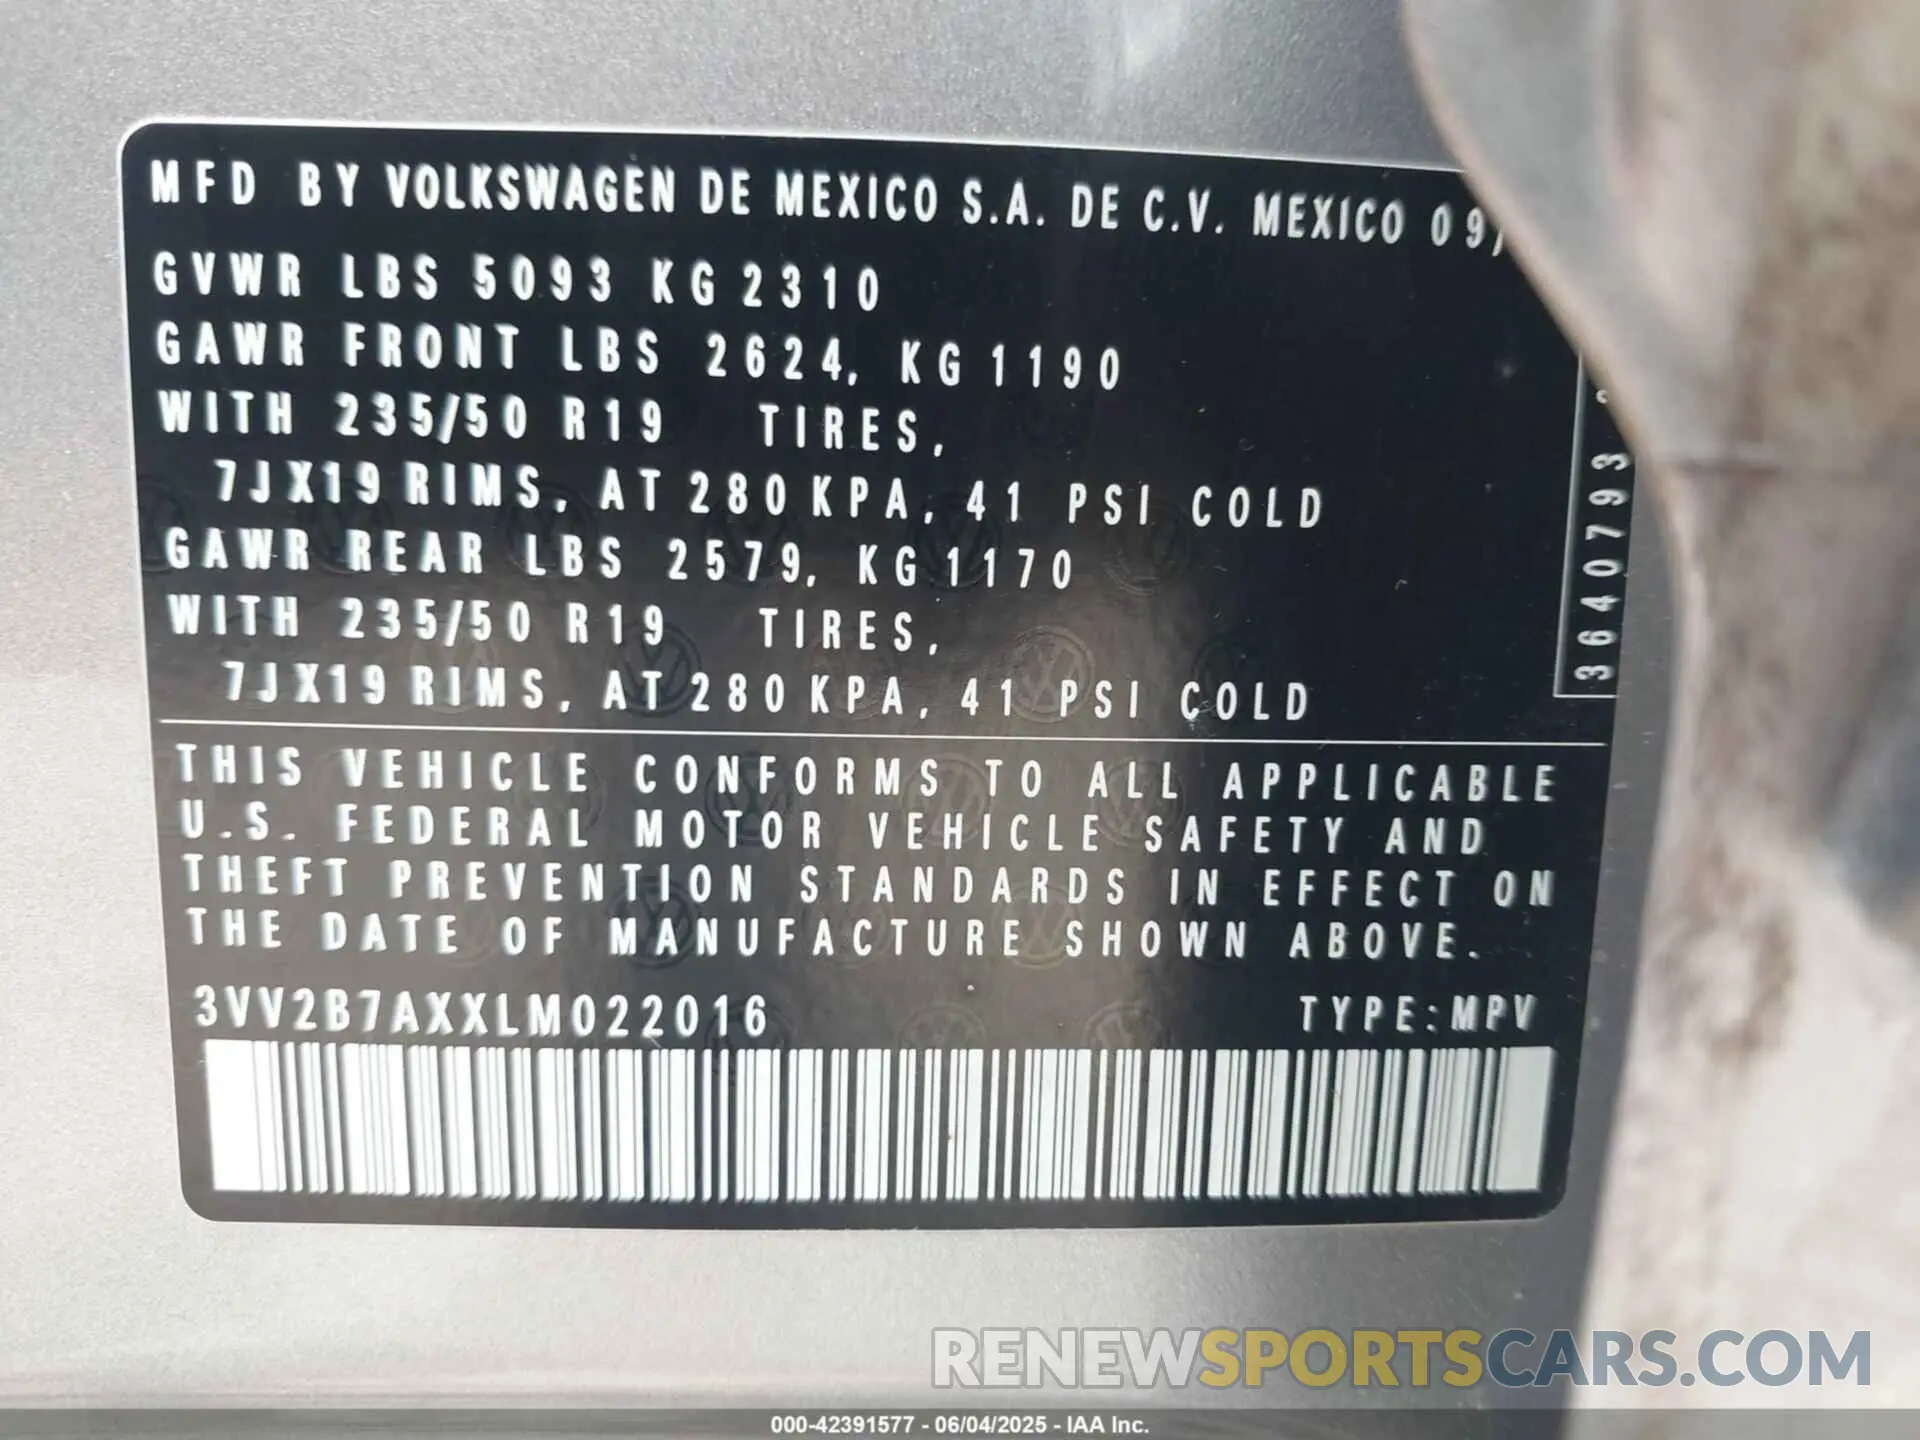 MFD BY VOLKSWAGEN DE MEXICO S.A. DE C.V. MEXICO 09/
GVWR LBS 5093 KG 2310
GAWR FRONT LBS 2624, KG 1190
WITH 235/50 R19 TIRES,
7JX19 RIMS, AT 280 KPA, 41 PSI COLD
GAWR REAR LBS 2579, KG 1170
WITH 235/50 R19 TIRES,
7JX19 RIMS, AT 280 KPA, 41 PSI COLD
3640793
THIS VEHICLE CONFORMS TO ALL APPLICABLE
U.S. FEDERAL MOTOR VEHICLE SAFETY AND
THEFT PREVENTION STANDARDS IN EFFECT ON
THE DATE OF MANUFACTURE SHOWN ABOVE.
3VV2B7AXXLM022016 TYPE:MPV
RENEWSPORTSCARS.COM
000-42391577 - 06/04/2025 - IAA Inc.